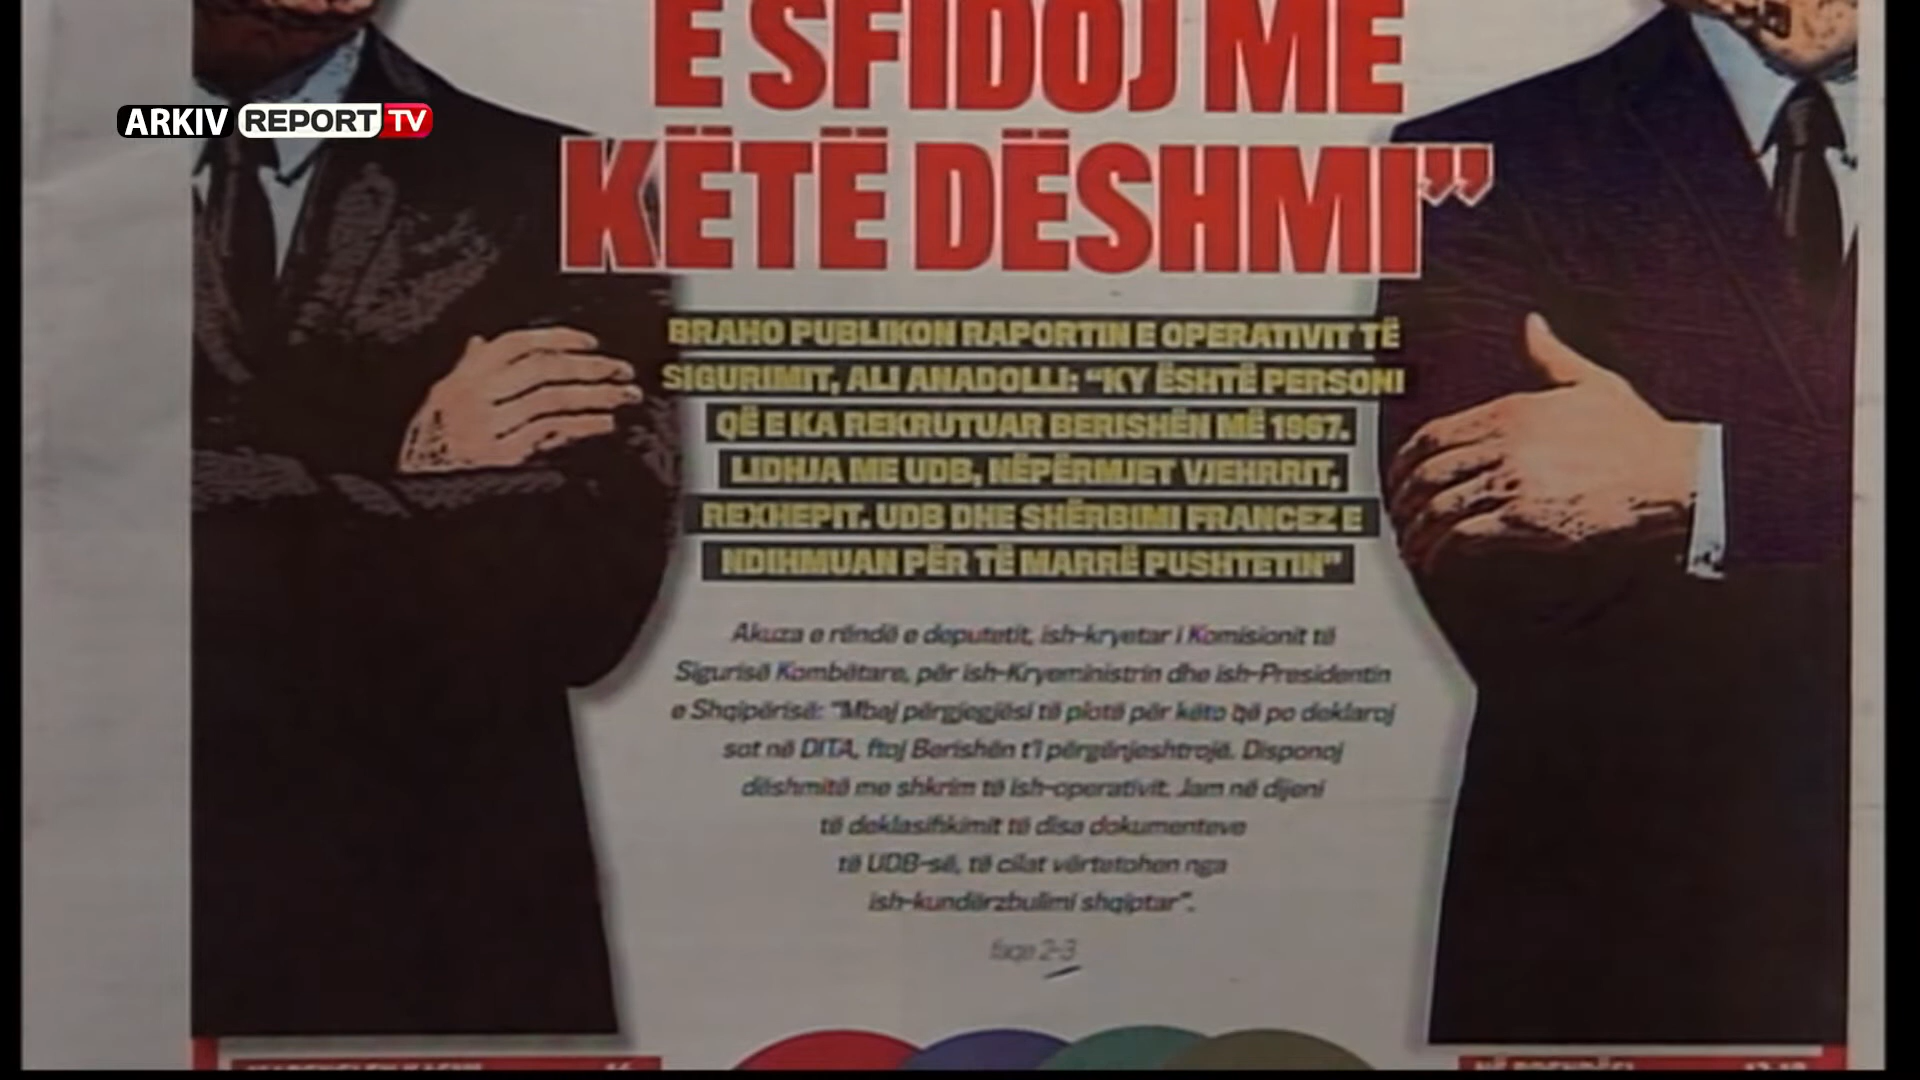 E SFIDOJ ME
ARKIV REPORT TV
KËTË DËSHMI”
BRAHO PUBLIKON RAPORTIN E OPERATIVIT TË
SIGURIMIT, ALI ANADOLLI: “KY ËSHTË PERSONI
QË E KA REKRUTUAR BERISHËN MË 1967.
LIDHJA ME UDB, NËPËRMJET VJEHRRIT,
REXHEPIT. UDB DHE SHËRBIMI FRANCEZ E
NDIHMUAN PËR TË MARRË PUSHTETIN”
Akuza e rëndë e deputetit, ish-kryetar i Komisionit të
Sigurisë Kombëtare, për ish-Kryeministrin dhe ish-Presidentin
e Shqipërisë: “Mbaj përgjegjësi të plotë për këto që po deklaroj
sot në DITA, ftoj Berishën t'i përgënjeshtrojë. Disponoj
dëshmitë me shkrim të ish-operativit. Jam në dijeni
të deklasifikimit të disa dokumenteve
të UDB-së, të cilat vërtetohen nga
ish-kundërzbulimi shqiptar”.
faqe 2-3